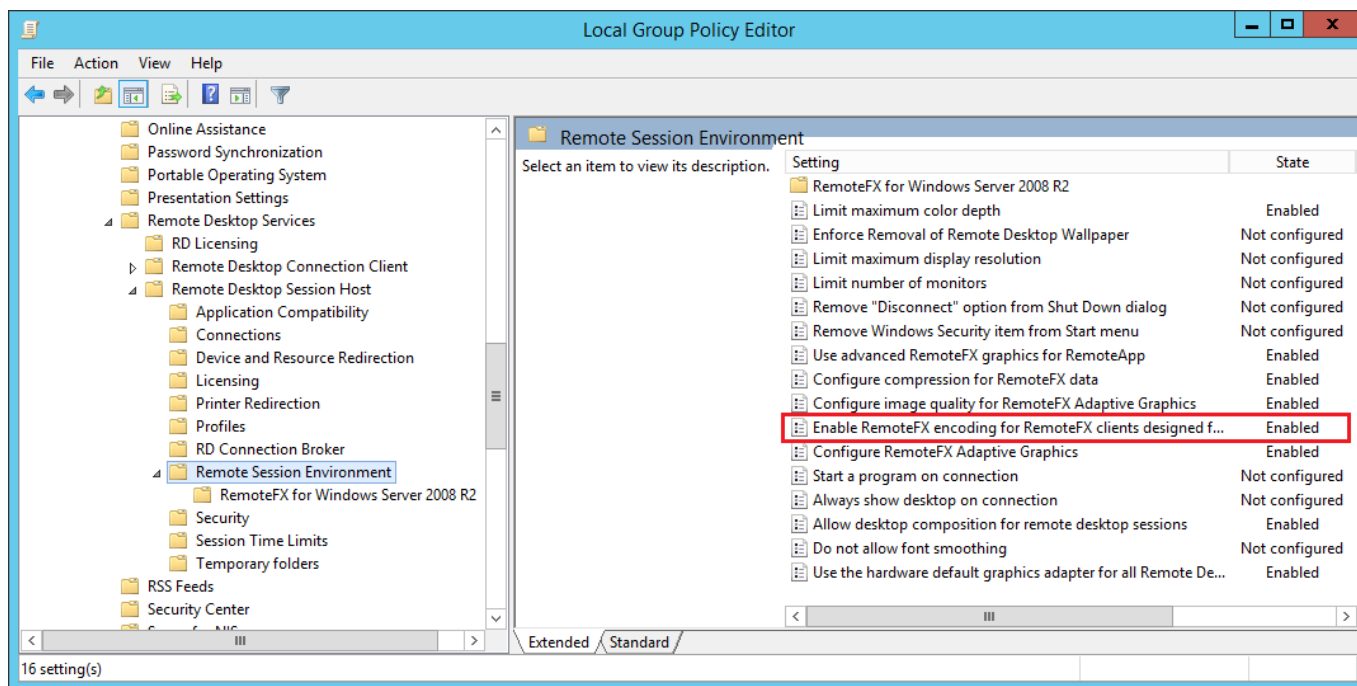 Local Group Policy Editor
File Action View Help
Online Assistance
Password Synchronization
Portable Operating System
Presentation Settings
Remote Desktop Services
RD Licensing
Remote Desktop Connection Client
Remote Desktop Session Host
Application Compatibility
Connections
Device and Resource Redirection
Licensing
Printer Redirection
Profiles
RD Connection Broker
Remote Session Environment
RemoteFX for Windows Server 2008 R2
Security
Session Time Limits
Temporary folders
RSS Feeds
Security Center
Remote Session Environment
Select an item to view its description.
Setting State
RemoteFX for Windows Server 2008 R2
Limit maximum color depth Enabled
Enforce Removal of Remote Desktop Wallpaper Not configured
Limit maximum display resolution Not configured
Limit number of monitors Not configured
Remove "Disconnect" option from Shut Down dialog Not configured
Remove Windows Security item from Start menu Not configured
Use advanced RemoteFX graphics for RemoteApp Enabled
Configure compression for RemoteFX data Enabled
Configure image quality for RemoteFX Adaptive Graphics Enabled
Enable RemoteFX encoding for RemoteFX clients designed f... Enabled
Configure RemoteFX Adaptive Graphics Enabled
Start a program on connection Not configured
Always show desktop on connection Not configured
Allow desktop composition for remote desktop sessions Enabled
Do not allow font smoothing Not configured
Use the hardware default graphics adapter for all Remote De... Enabled
Extended Standard
16 setting(s)